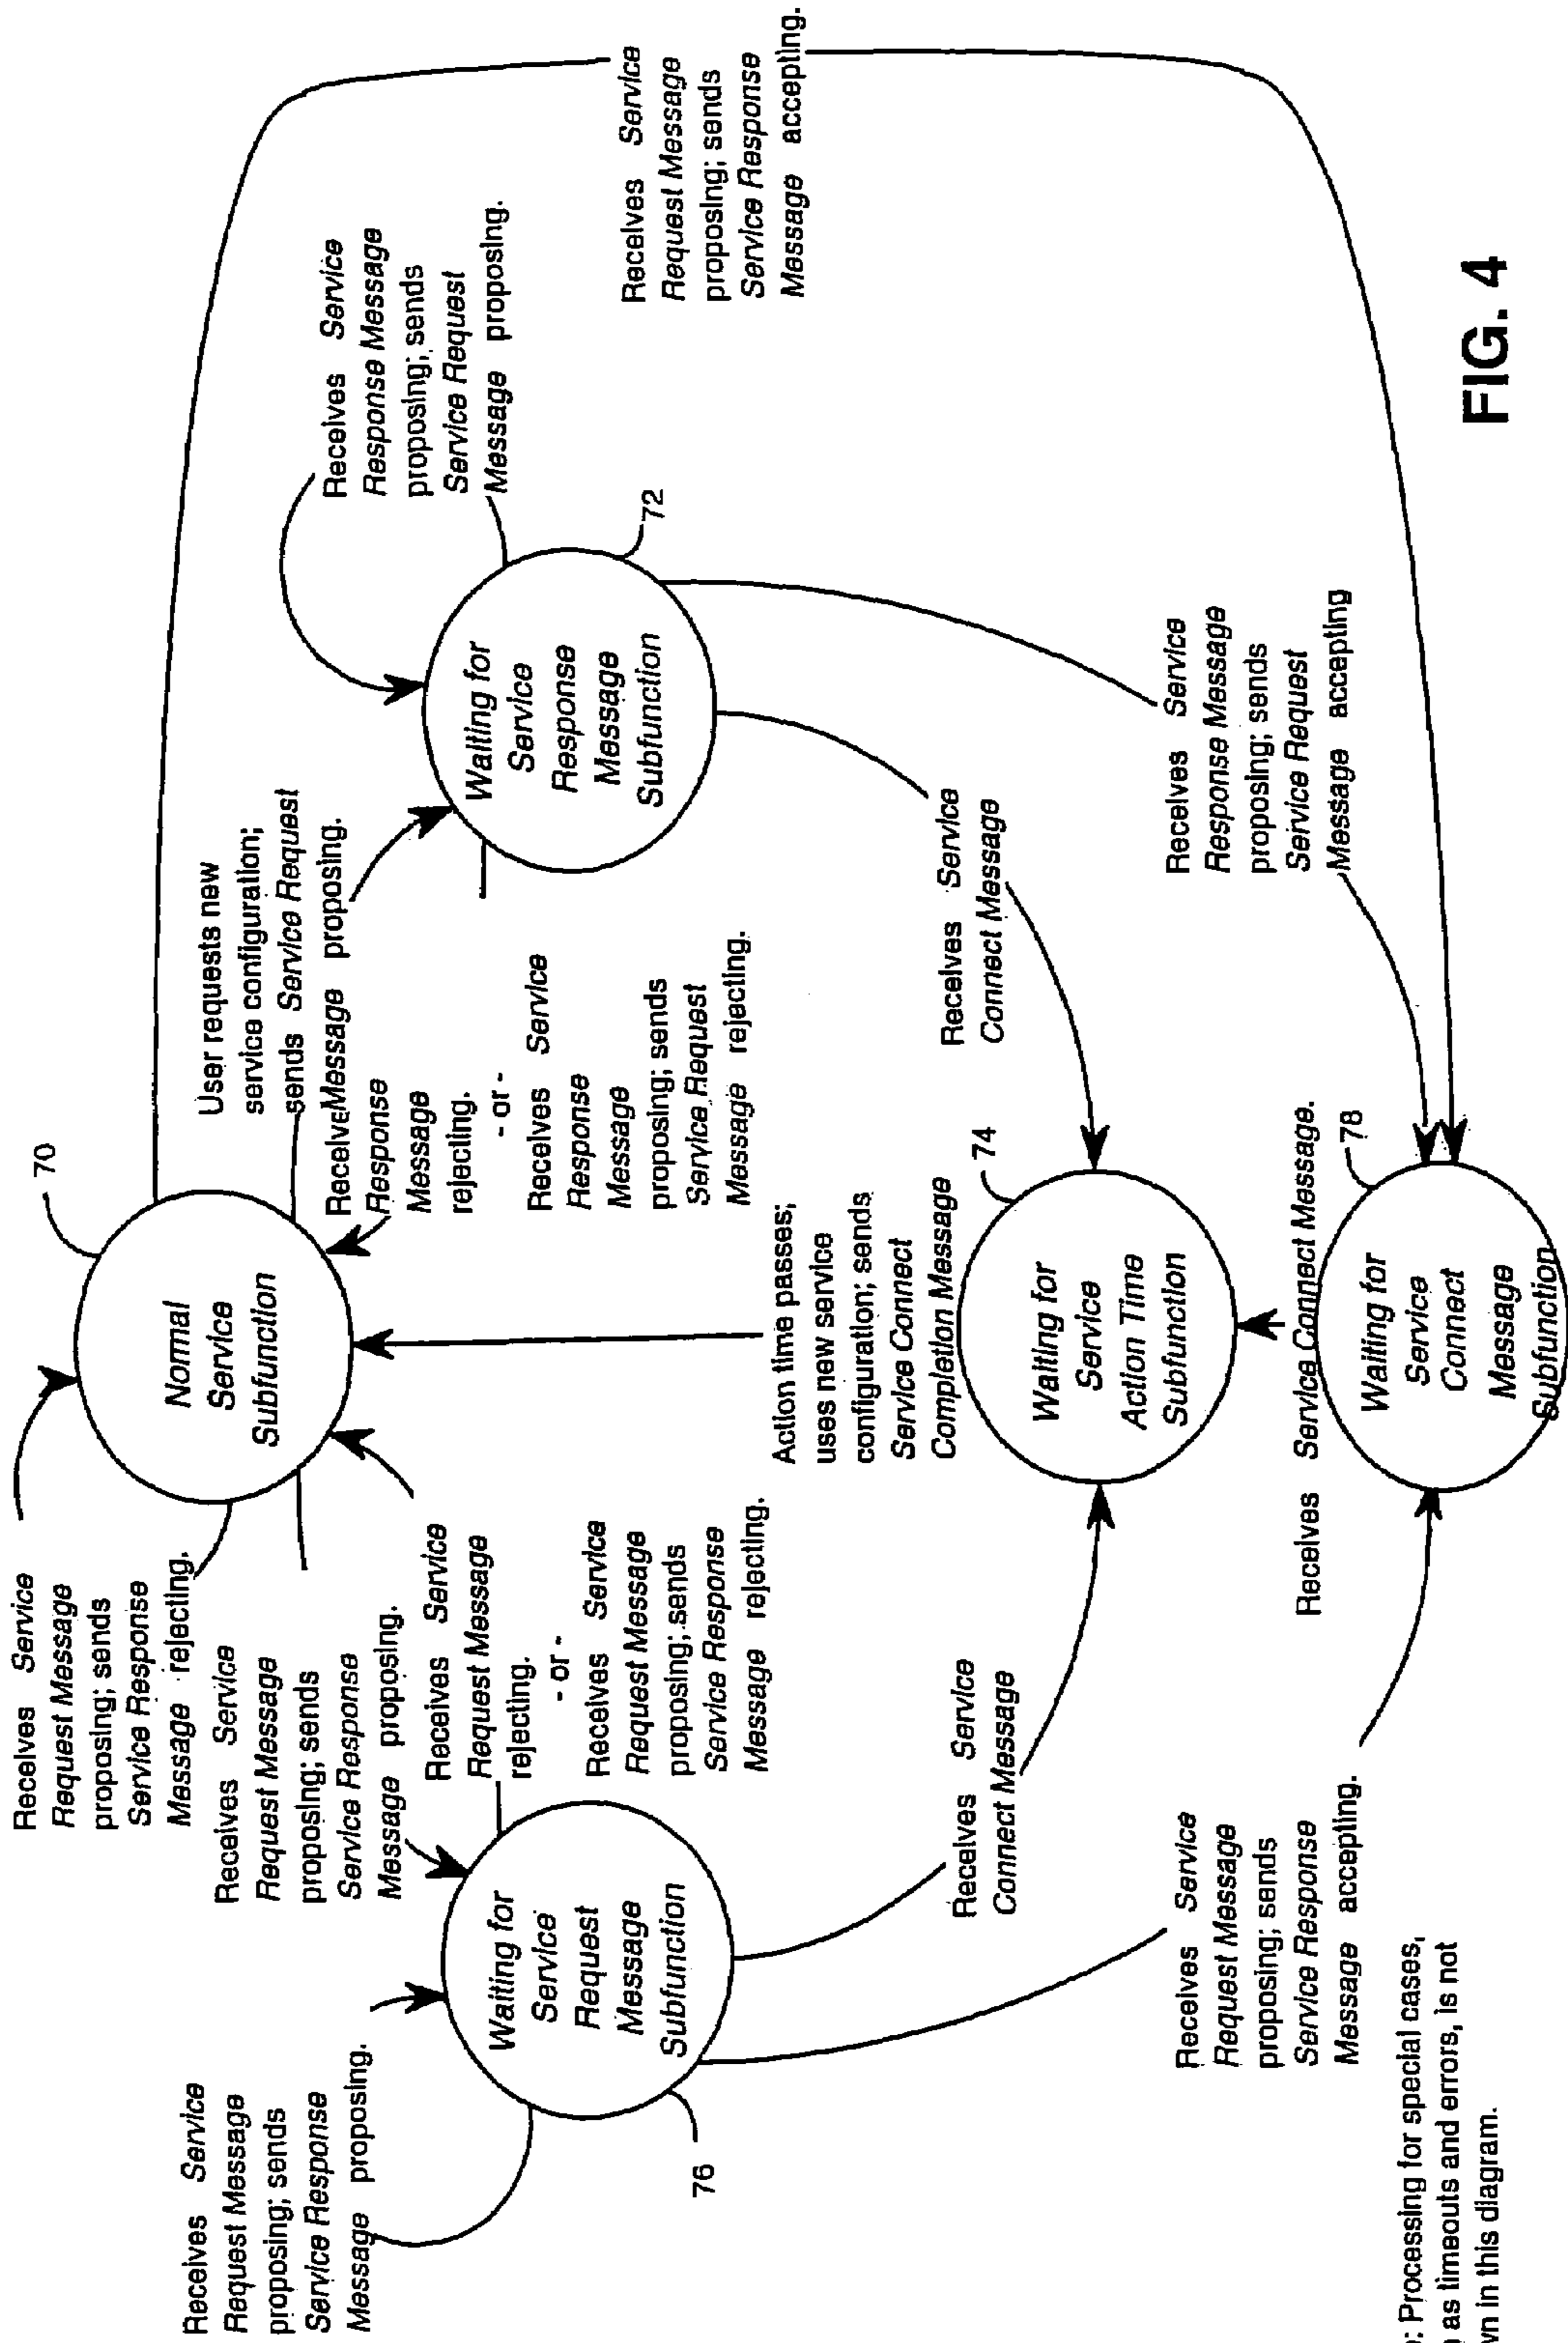 Receives Service
Request Message
proposing; sends
Service Response
Message rejecting.
70
User requests new
service configuration;
sends Service Request
Message proposing.
Receives Service
Response Message
proposing; sends
Service Request
Message proposing.
Normal
Service
Subfunction
Receives Service
Request Message
proposing; sends
Service Response
Message proposing.
Receives Service
Request Message
proposing; sends
Service Response
Message proposing.
Receives Service
Request Message
rejecting.
- or -
Receives Service
Request Message
proposing; sends
Service Response
Message rejecting.
Receive
Response
Message
rejecting.
- or -
Receives Service
Response
Message
proposing; sends
Service Request
Message rejecting.
Waiting for
Service
Response
Message
Subfunction
72
Receives Service
Request Message
proposing; sends
Service Response
Message accepting.
Waiting for
Service
Request
Message
Subfunction
76
Action time passes;
uses new service
configuration; sends
Service Connect
Completion Message
Receives Service
Connect Message
74
Receives Service
Connect Message
Waiting for
Service
Action Time
Subfunction
Receives Service
Request Message
proposing; sends
Service Response
Message accepting.
Receives Service Connect Message.
78
Receives Service
Response Message
proposing; sends
Service Request
Message accepting
Waiting for
Service
Connect
Message
Subfunction
: Processing for special cases,
as timeouts and errors, is not
wn in this diagram.
FIG. 4